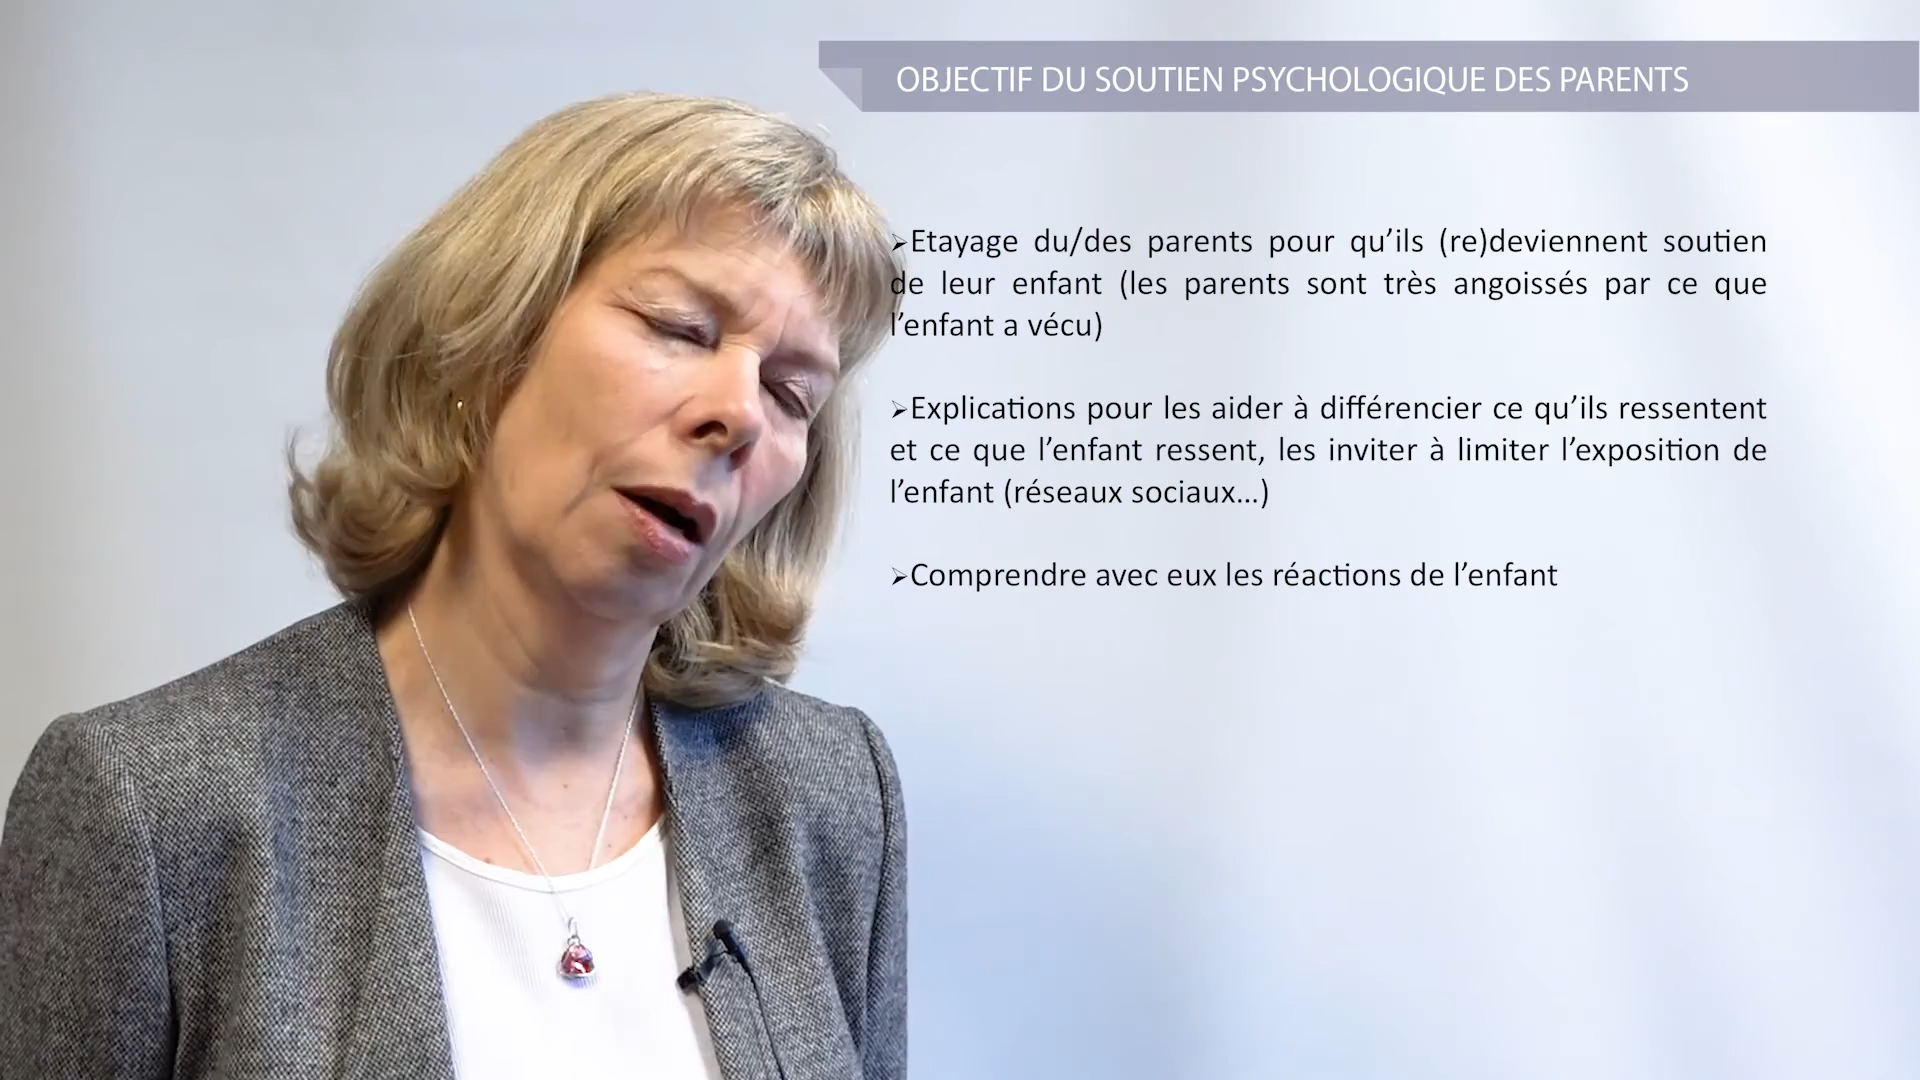 OBJECTIF DU SOUTIEN PSYCHOLOGIQUE DES PARENTS
➢Etayage du/des parents pour qu’ils (re)deviennent soutien
de leur enfant (les parents sont très angoissés par ce que
l’enfant a vécu)
➢Explications pour les aider à différencier ce qu’ils ressentent
et ce que l’enfant ressent, les inviter à limiter l’exposition de
l’enfant (réseaux sociaux…)
➢Comprendre avec eux les réactions de l’enfant